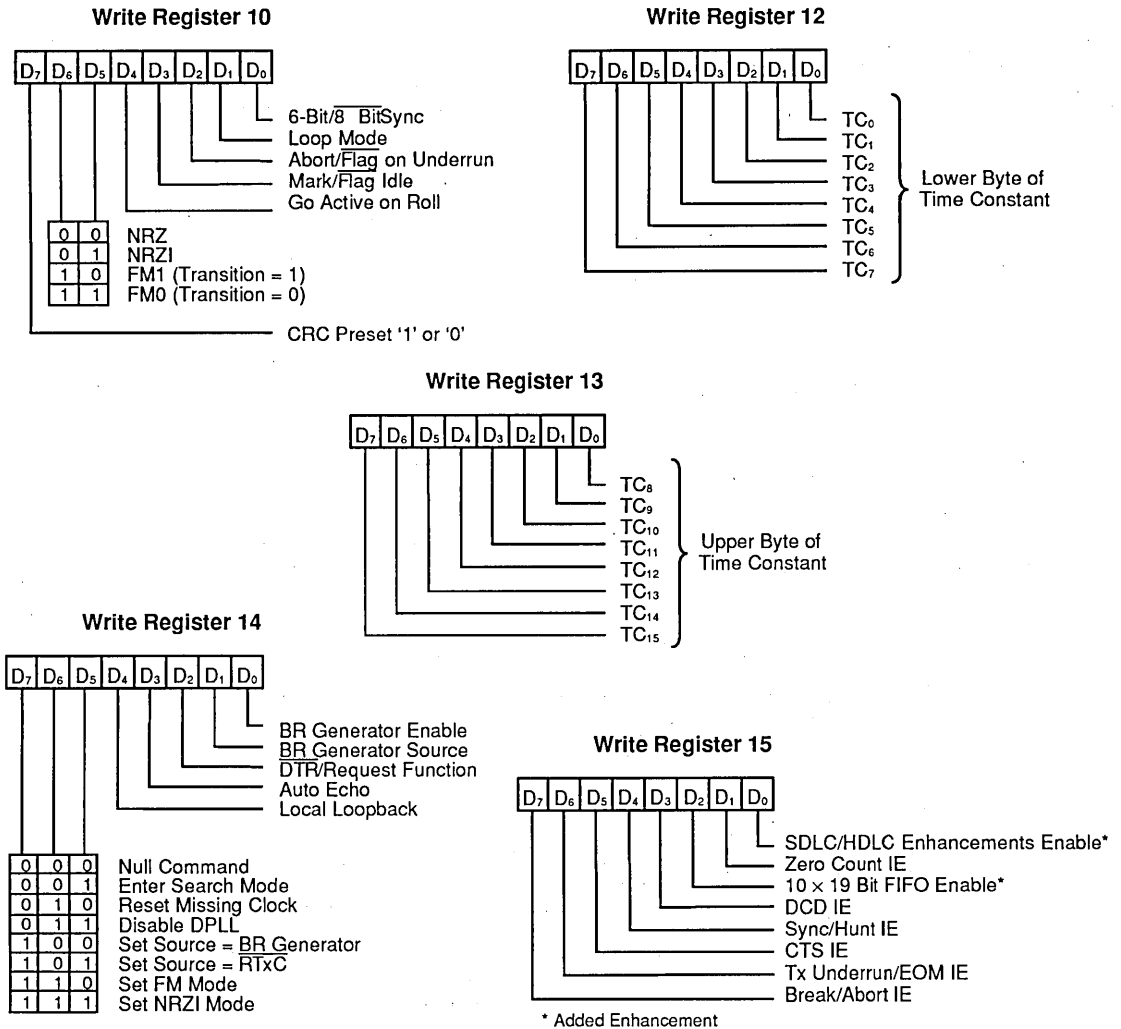 Write Register 10
D7 D6 D5 D4 D3 D2 D1 D0
6-Bit/8 BitSync
Loop Mode
Abort/Flag on Underrun
Mark/Flag Idle
Go Active on Roll
0 0 NRZ
0 1 NRZI
1 0 FM1 (Transition = 1)
1 1 FM0 (Transition = 0)
CRC Preset ‘1’ or ‘0’
Write Register 12
D7 D6 D5 D4 D3 D2 D1 D0
TC0
TC1
TC2
TC3
TC4
TC5
TC6
TC7
Lower Byte of
Time Constant
Write Register 13
D7 D6 D5 D4 D3 D2 D1 D0
TC8
TC9
TC10
TC11
TC12
TC13
TC14
TC15
Upper Byte of
Time Constant
Write Register 14
D7 D6 D5 D4 D3 D2 D1 D0
BR Generator Enable
BR Generator Source
DTR/Request Function
Auto Echo
Local Loopback
0 0 0 Null Command
0 0 1 Enter Search Mode
0 1 0 Reset Missing Clock
0 1 1 Disable DPLL
1 0 0 Set Source = BR Generator
1 0 1 Set Source = RTxC
1 1 0 Set FM Mode
1 1 1 Set NRZI Mode
Write Register 15
D7 D6 D5 D4 D3 D2 D1 D0
SDLC/HDLC Enhancements Enable*
Zero Count IE
10 × 19 Bit FIFO Enable*
DCD IE
Sync/Hunt IE
CTS IE
Tx Underrun/EOM IE
Break/Abort IE
* Added Enhancement